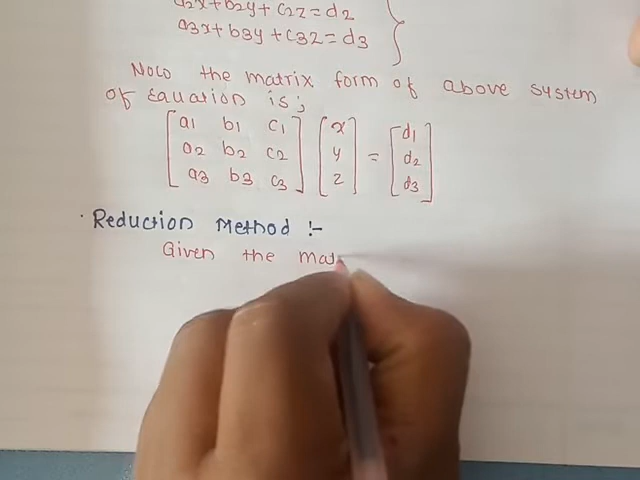 a2x+b2y+c2z=d2
a3x+b3y+c3z=d3
Now the matrix form of above system
of Equation is;
[a1 b1 c1] [x] [d1]
[a2 b2 c2] [y] = [d2]
[a3 b3 c3] [z] [d3]
Reduction Method :-
Given the mat